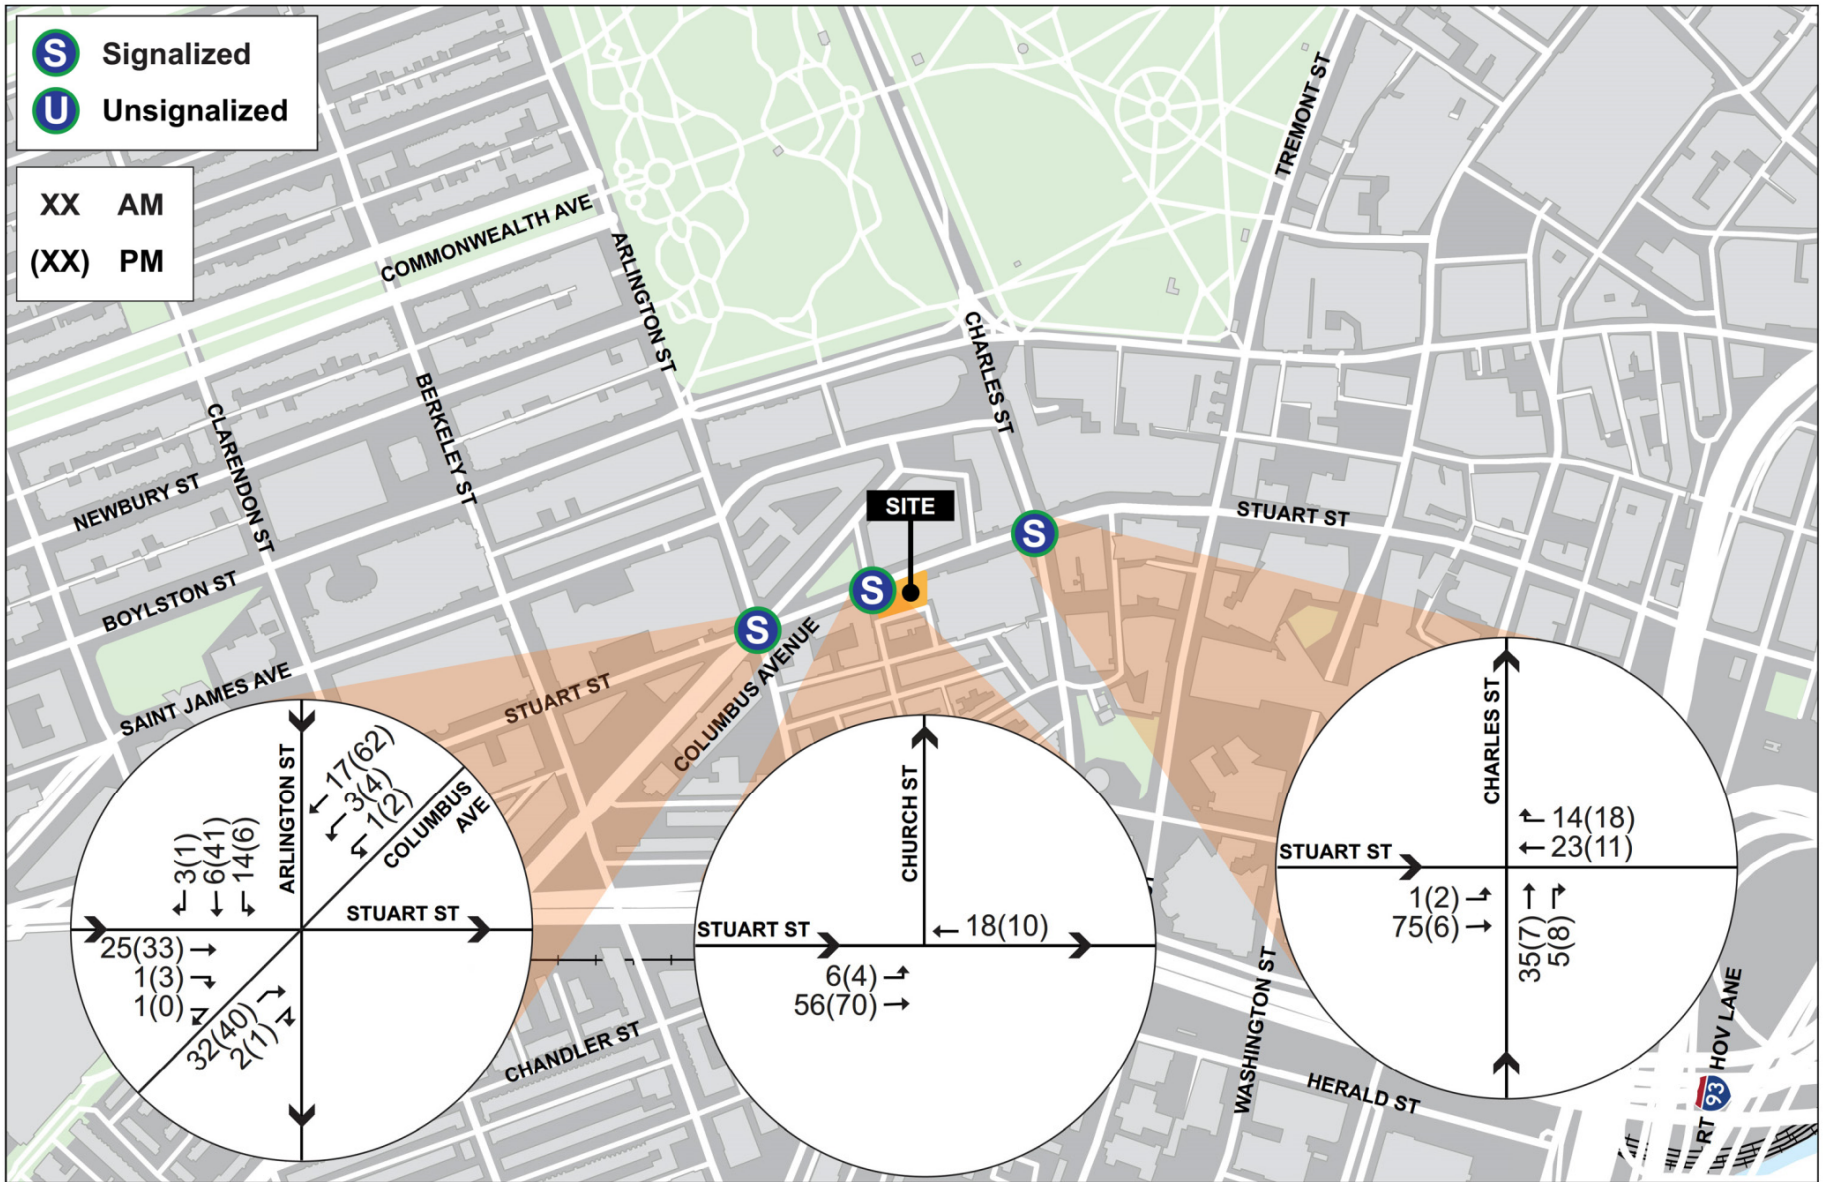 S Signalized
U Unsignalized
XX AM
(XX) PM
COMMONWEALTH AVE
ARLINGTON ST
TREMONT ST
CHARLES ST
BERKELEY ST
CLARENDON ST
NEWBURY ST
BOYLSTON ST
SAINT JAMES AVE
STUART ST
COLUMBUS AVENUE
SITE
S
S
S
STUART ST
CHANDLER ST
WASHINGTON ST
HERALD ST
RT 93 HOV LANE
ARLINGTON ST
COLUMBUS
AVE
STUART ST
17(62)
3(4)
1(2)
3(1)
6(41)
14(6)
25(33)
1(3)
1(0)
32(40)
2(1)
CHURCH ST
STUART ST
18(10)
6(4)
56(70)
CHARLES ST
STUART ST
14(18)
23(11)
1(2)
75(6)
35(7)
5(8)